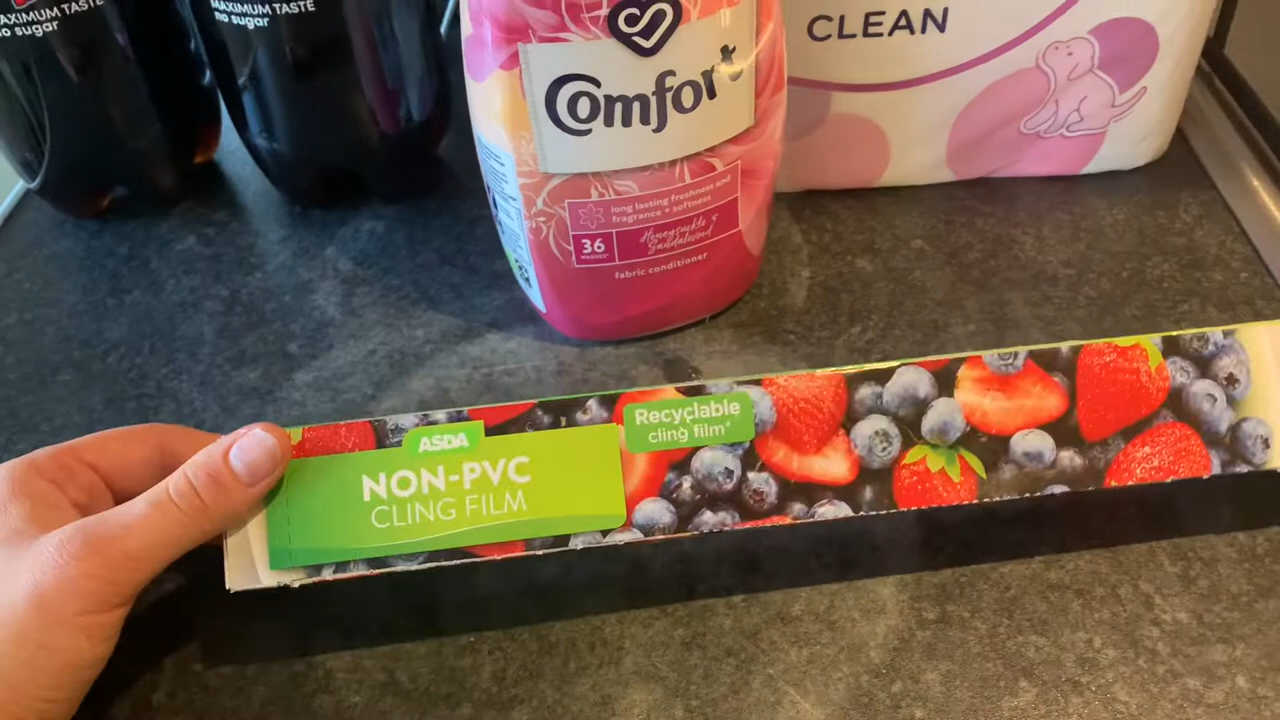 MAXIMUM TASTE
no sugar
MAXIMUM TASTE
no sugar
Comfort
long lasting freshness and
fragrance + softness
36
WASHES*
Honeysuckle &
Sandalwood
fabric conditioner
CLEAN
ASDA
NON-PVC
CLING FILM
Recyclable
cling film*